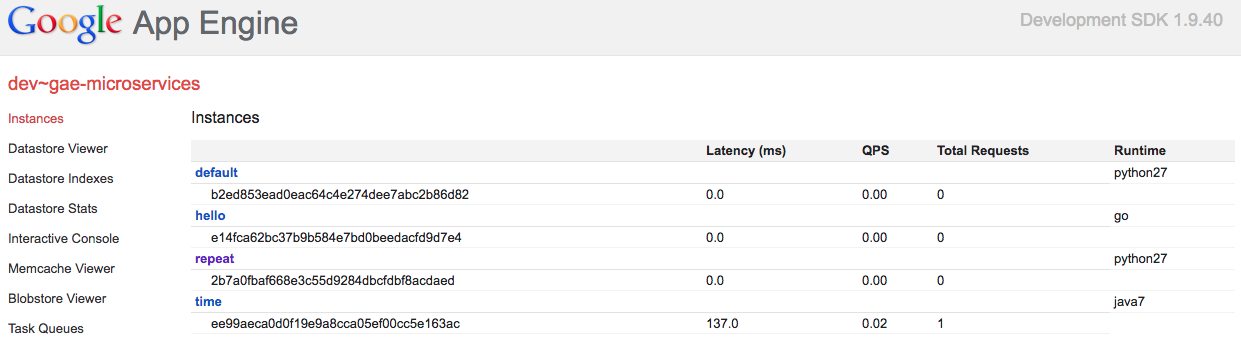 Google App Engine
Development SDK 1.9.40
dev~gae-microservices
Instances
Datastore Viewer
Datastore Indexes
Datastore Stats
Interactive Console
Memcache Viewer
Blobstore Viewer
Task Queues
Instances
Latency (ms) QPS Total Requests Runtime
default python27
b2ed853ead0eac64c4e274dee7abc2b86d82 0.0 0.00 0
hello go
e14fca62bc37b9b584e7bd0beedacfd9d7e4 0.0 0.00 0
repeat python27
2b7a0fbaf668e3c55d9284dbcfdbf8acdaed 0.0 0.00 0
time java7
ee99aeca0d0f19e9a8cca05ef00cc5e163ac 137.0 0.02 1